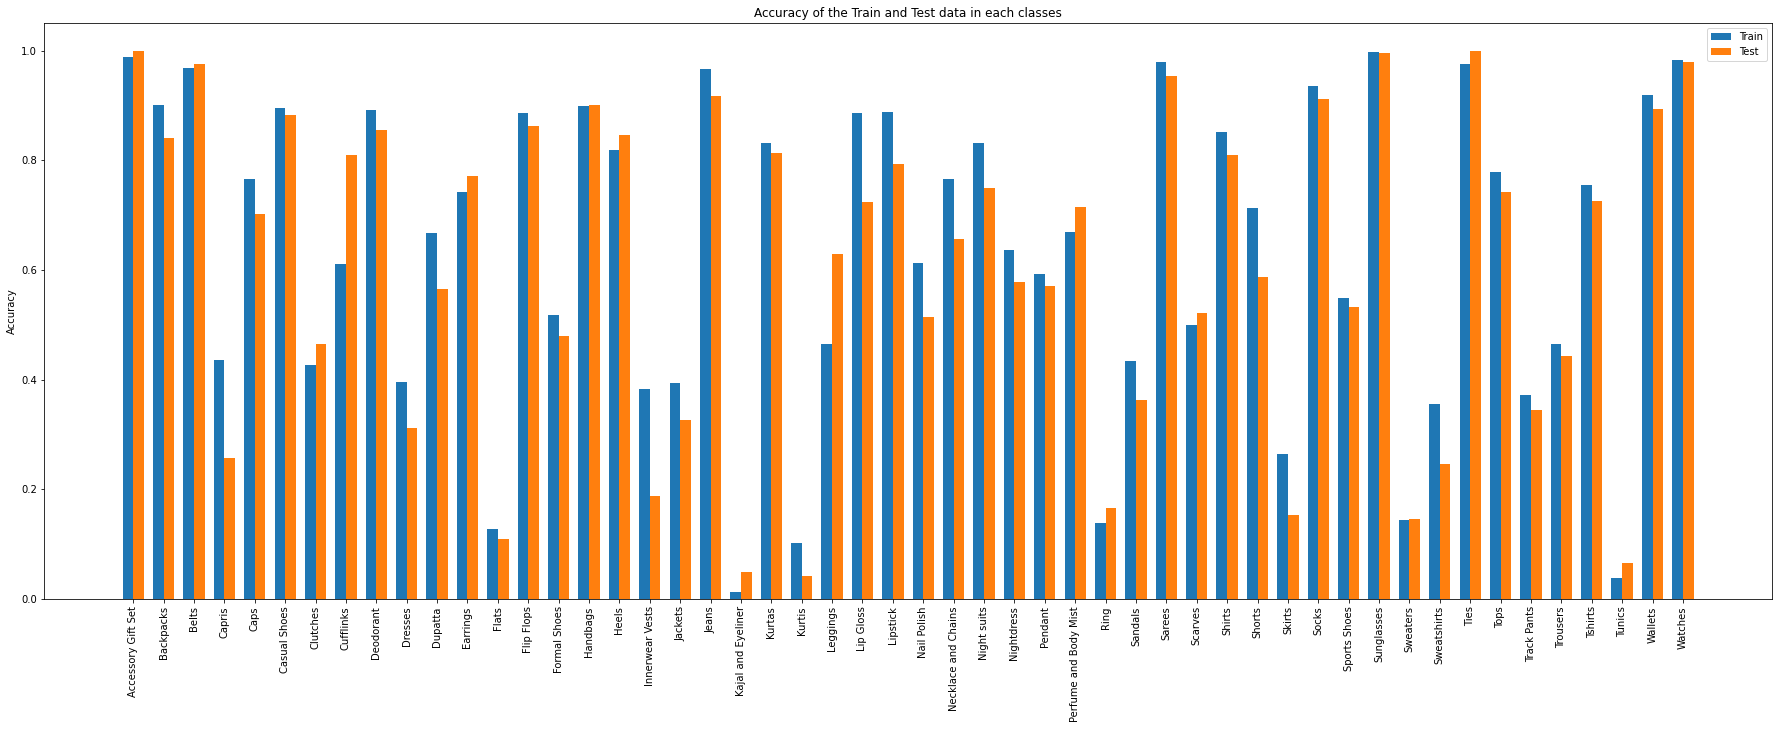 Accuracy of the Train and Test data in each classes
Train
Test
Accuracy
1.0
0.8
0.6
0.4
0.2
0.0
Accessory Gift Set
Backpacks
Belts
Capris
Caps
Casual Shoes
Clutches
Cufflinks
Deodorant
Dresses
Dupatta
Earrings
Flats
Flip Flops
Formal Shoes
Handbags
Heels
Innerwear Vests
Jackets
Jeans
Kajal and Eyeliner
Kurtas
Kurtis
Leggings
Lip Gloss
Lipstick
Nail Polish
Necklace and Chains
Night suits
Nightdress
Pendant
Perfume and Body Mist
Ring
Sandals
Sarees
Scarves
Shirts
Shorts
Skirts
Socks
Sports Shoes
Sunglasses
Sweaters
Sweatshirts
Ties
Tops
Track Pants
Trousers
Tshirts
Tunics
Wallets
Watches